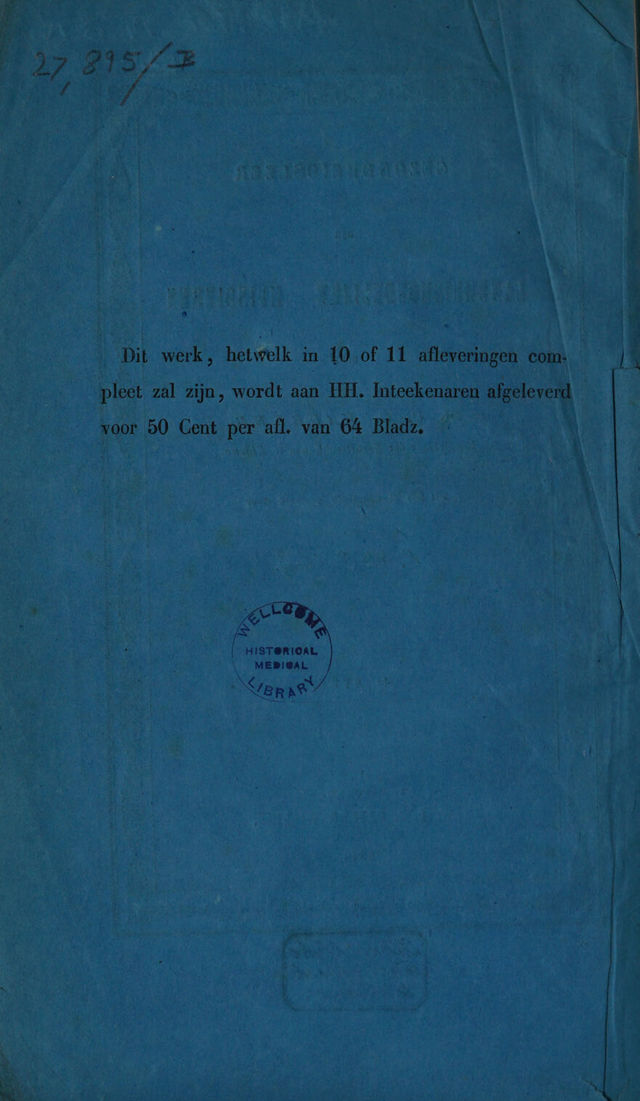 27,895/B
Dit werk, hetwelk in 10 of 11 afleveringen com-
pleet zal zijn, wordt aan HH. Inteekenaren afgeleverd
voor 50 Cent per afl. van 64 Bladz.
WELLCOME
HISTORICAL
MEDICAL
LIBRARY